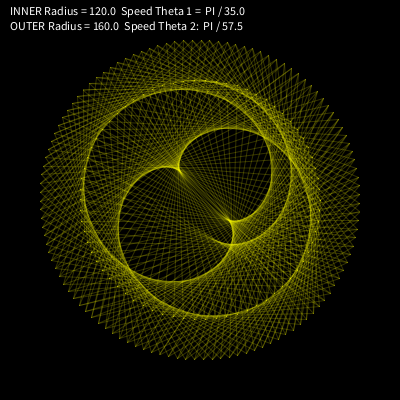 INNER Radius = 120.0  Speed Theta 1 =  PI / 35.0
OUTER Radius = 160.0  Speed Theta 2:  PI / 57.5